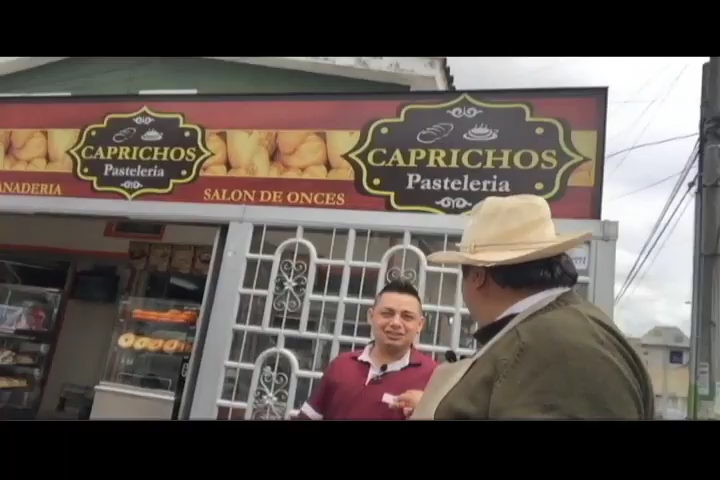 CAPRICHOS
Pasteleria
CAPRICHOS
Pasteleria
ANADERIA
SALON DE ONCES